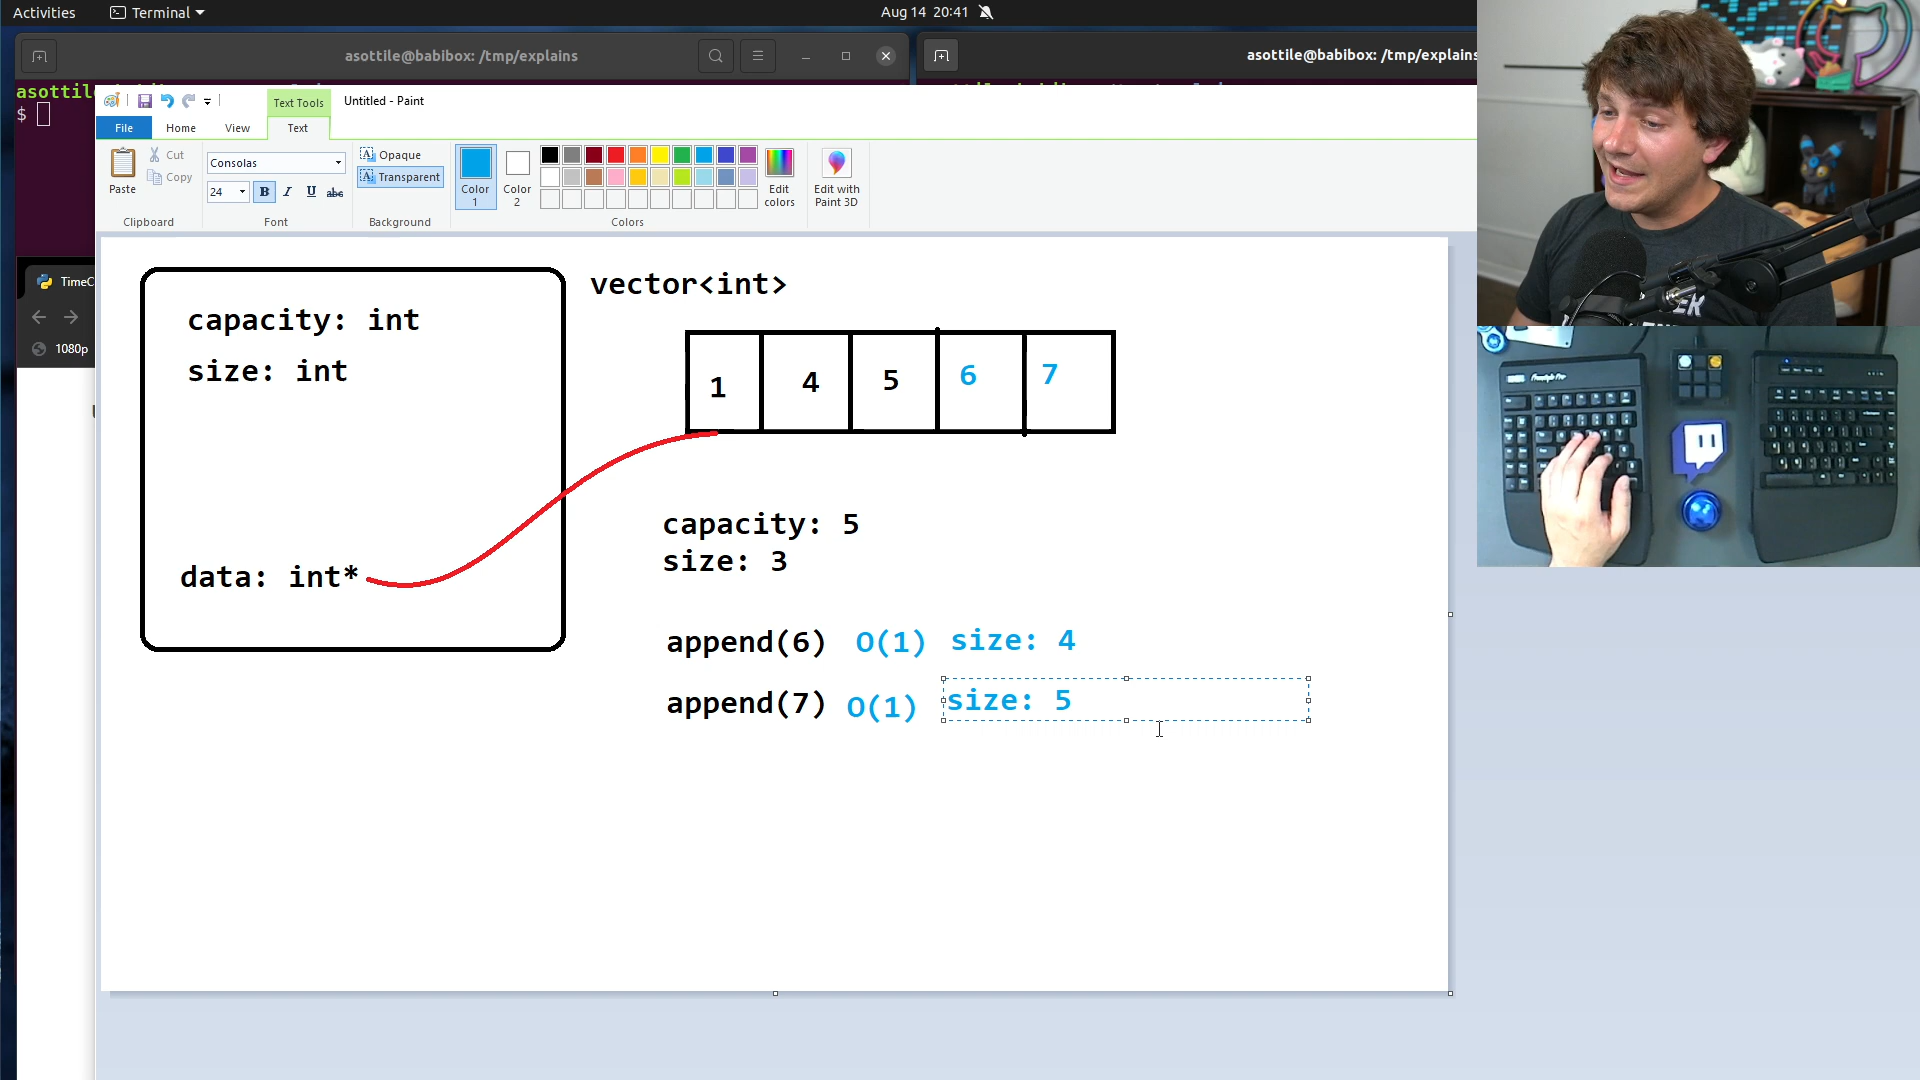 Activities
Terminal
Aug 14 20:41
asottile@babibox: /tmp/explains
asottile@babibox: /tmp/explains
$
Text Tools
Untitled - Paint
File
Home
View
Text
Paste
Cut
Copy
Clipboard
Consolas
24
B
I
U
abc
Font
Opaque
Transparent
Background
Color 1
Color 2
Edit colors
Edit with Paint 3D
Colors
TimeC
1080p
vector<int>
capacity: int
size: int
data: int*
1 4 5 6 7
capacity: 5
size: 3
append(6) O(1) size: 4
append(7) O(1) size: 5